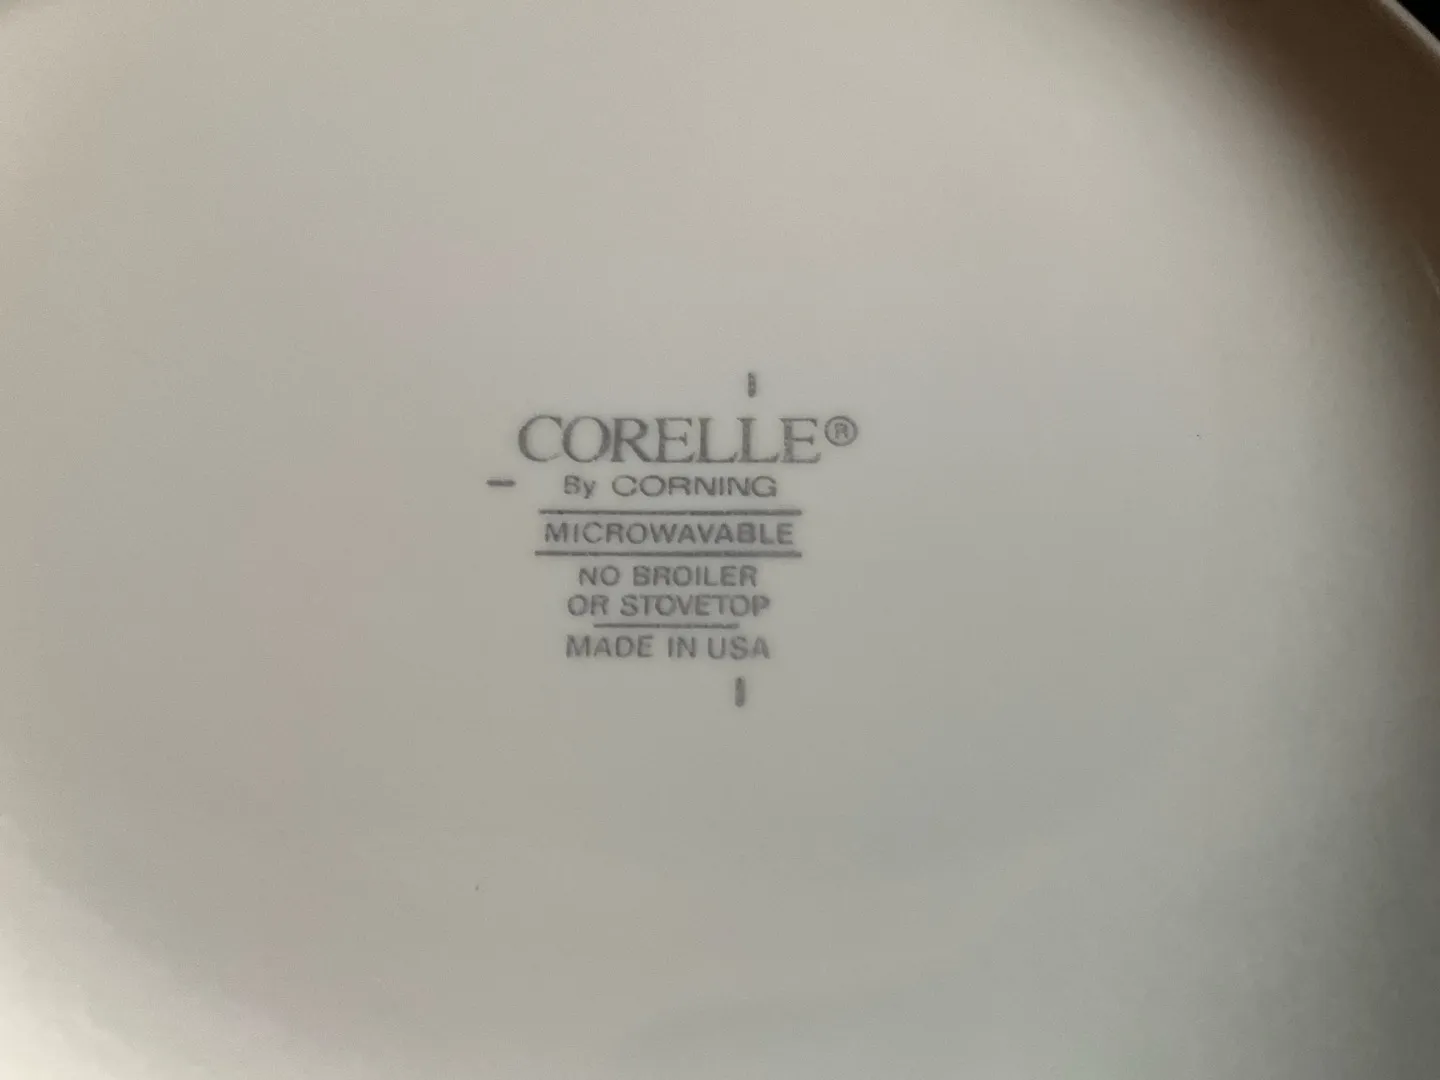 CORELLE®
By CORNING
MICROWAVABLE
NO BROILER
OR STOVETOP
MADE IN USA